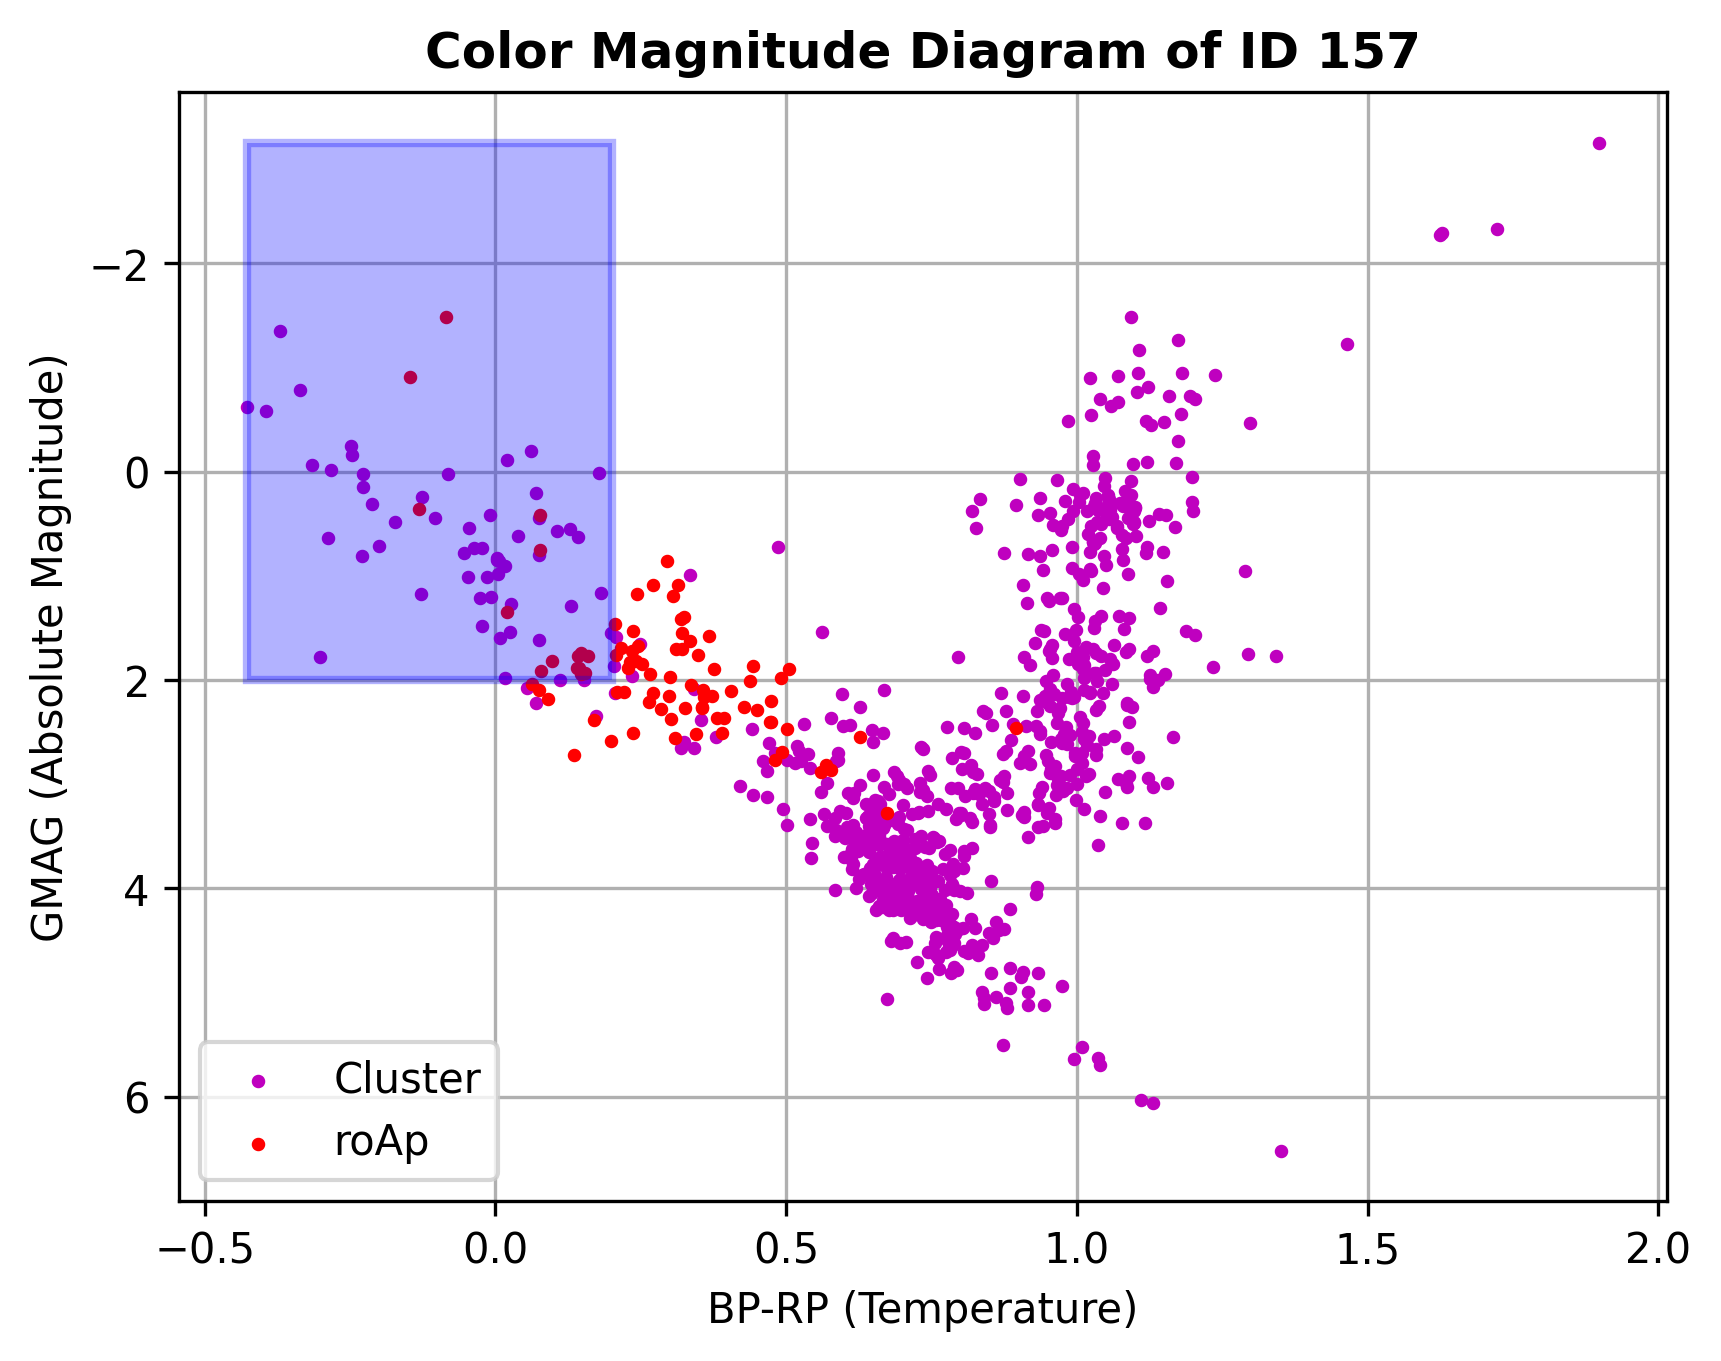 Color Magnitude Diagram of ID 157
GMAG (Absolute Magnitude)
−2
0
2
4
6
Cluster
roAp
−0.5 0.0 0.5 1.0 1.5 2.0
BP-RP (Temperature)